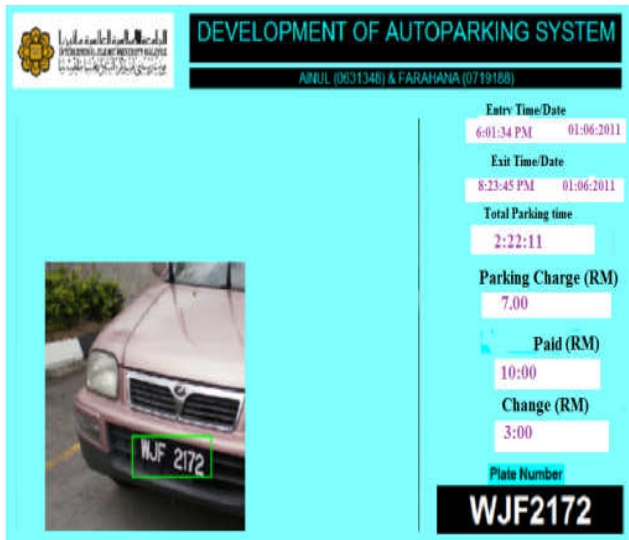 DEVELOPMENT OF AUTOPARKING SYSTEM
AINUL (0631348) & FARAHANA (0719188)
Entry Time/Date
6:01:34 PM 01:06:2011
Exit Time/Date
8:23:45 PM 01:06:2011
Total Parking time
2:22:11
Parking Charge (RM)
7.00
Paid (RM)
10:00
Change (RM)
3:00
Plate Number
WJF2172
WJF 2172